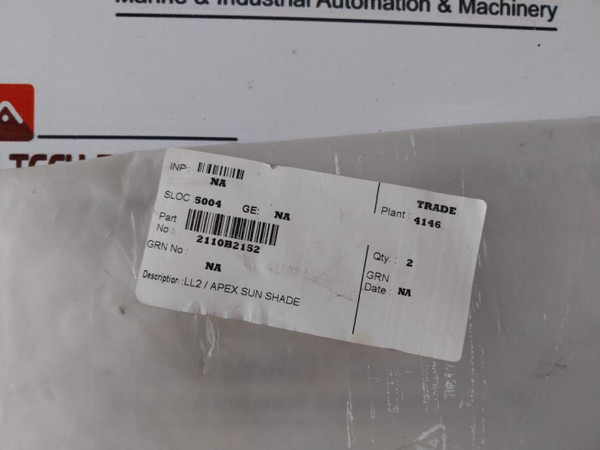 Marine & Industrial Automation & Machinery
INP: NA
SLOC: 5004 GE: NA
Part No: 2110B2152
GRN No: NA
Description: LL2 / APEX SUN SHADE
TRADE
Plant: 4146
Qty.: 2
GRN Date: NA